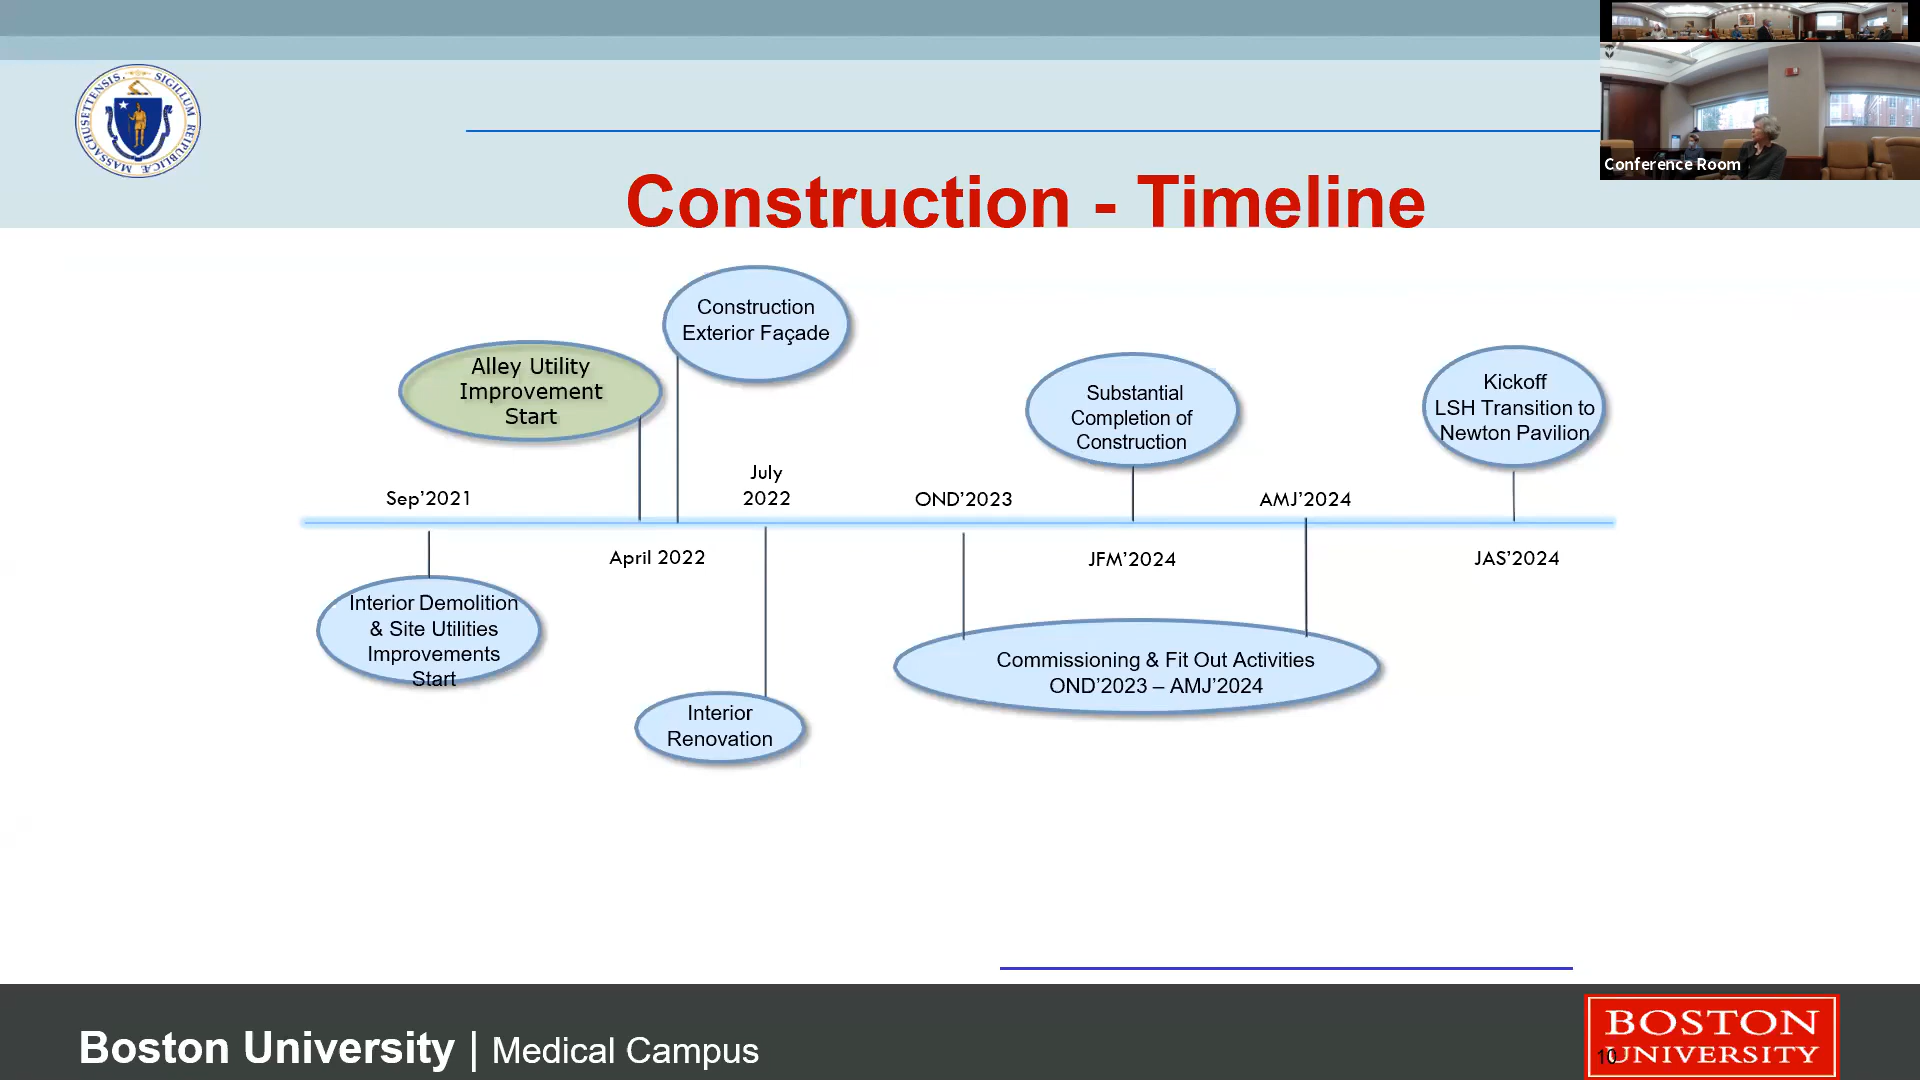 MASSACHUSETTENSIS. SIGILLUM REIPUBLICÆ
Conference Room
Construction - Timeline
Construction
Exterior Façade
Alley Utility
Improvement
Start
Substantial
Completion of
Construction
Kickoff
LSH Transition to
Newton Pavilion
Sep’2021
July
2022
OND’2023
AMJ’2024
April 2022
JFM’2024
JAS’2024
Interior Demolition
& Site Utilities
Improvements
Start
Interior
Renovation
Commissioning & Fit Out Activities
OND’2023 – AMJ’2024
Boston University | Medical Campus
BOSTON
UNIVERSITY
10